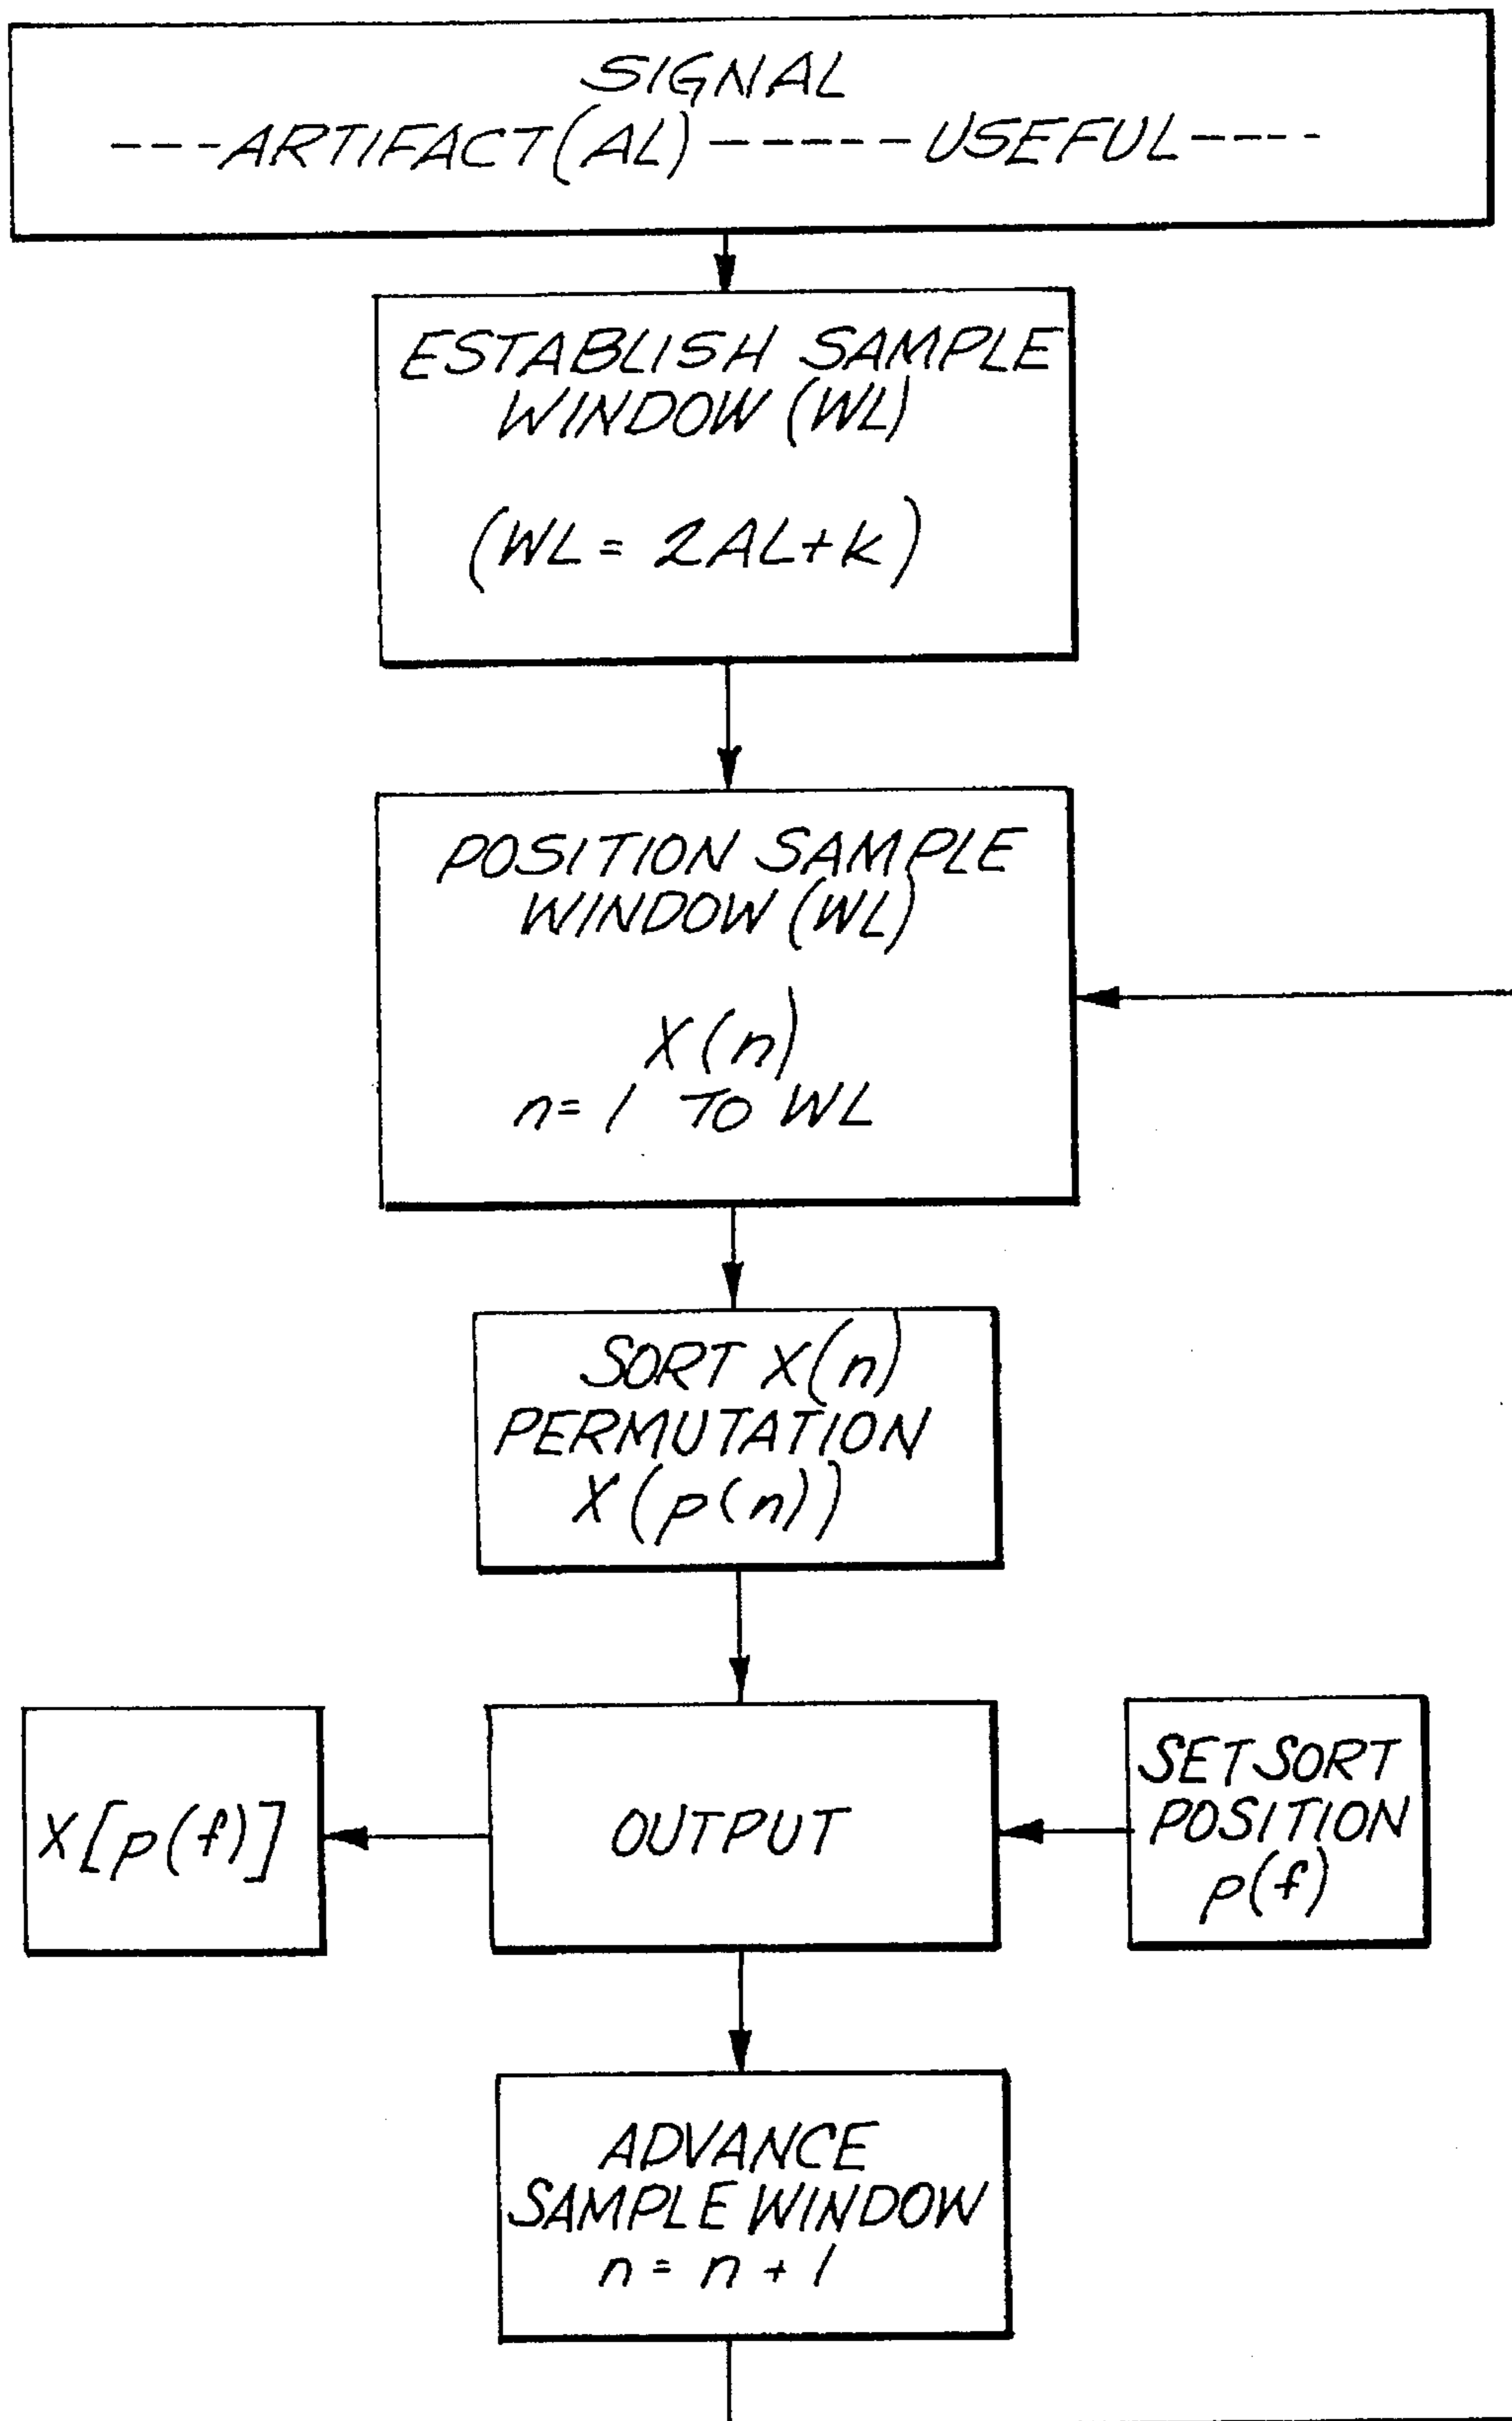 SIGNAL
---ARTIFACT(AL)------USEFUL----
ESTABLISH SAMPLE
WINDOW (WL)
(WL = 2AL+k)
POSITION SAMPLE
WINDOW (WL)
X(n)
n=1 TO WL
SORT X(n)
PERMUTATION
X(p(n))
X[p(f)]
OUTPUT
SET SORT
POSITION
p(f)
ADVANCE
SAMPLE WINDOW
n = n + 1